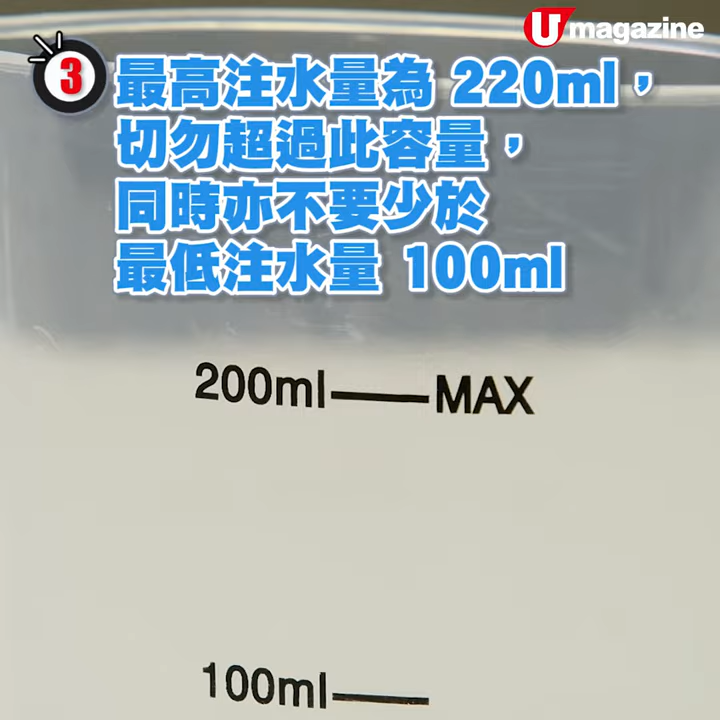 U magazine
3
最高注水量為 220ml，
切勿超過此容量，
同時亦不要少於
最低注水量 100ml
200ml MAX
100ml